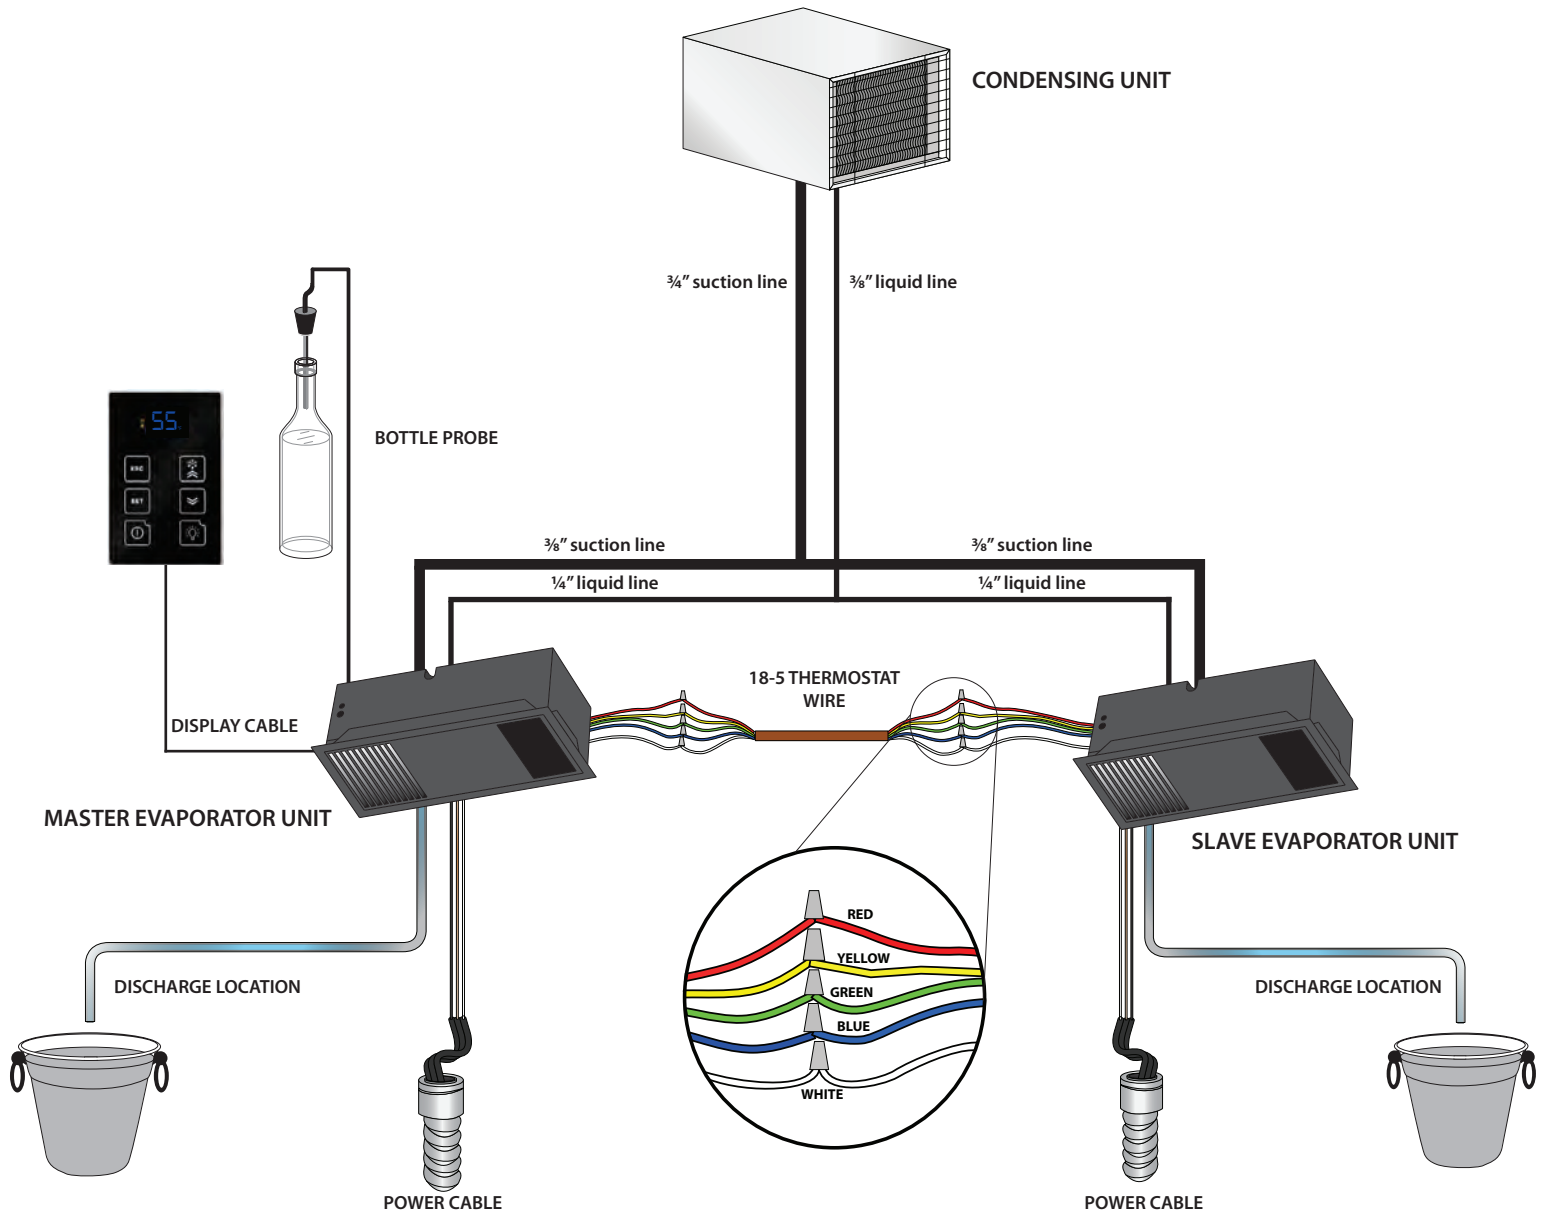 CONDENSING UNIT
¾” suction line
⅜” liquid line
55
BOTTLE PROBE
ESC
SET
⅜” suction line
⅜” suction line
¼” liquid line
¼” liquid line
18-5 THERMOSTAT
WIRE
DISPLAY CABLE
MASTER EVAPORATOR UNIT
SLAVE EVAPORATOR UNIT
RED
YELLOW
GREEN
BLUE
WHITE
DISCHARGE LOCATION
DISCHARGE LOCATION
POWER CABLE
POWER CABLE